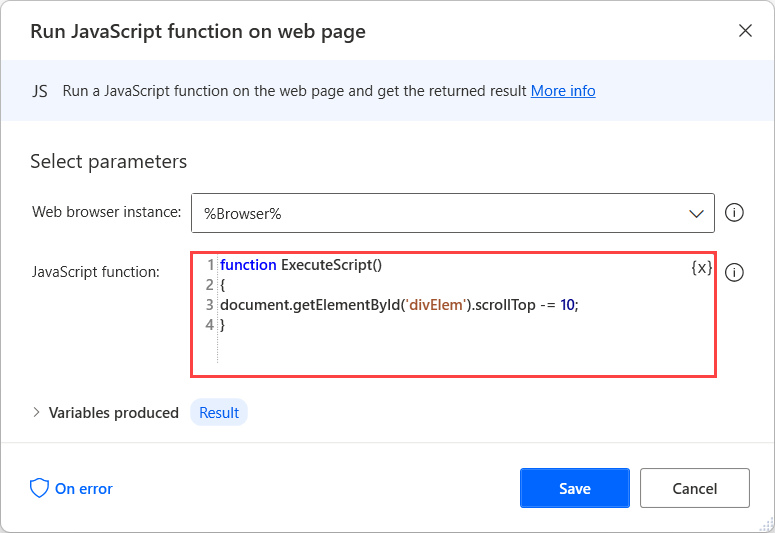 Run JavaScript function on web page
JS Run a JavaScript function on the web page and get the returned result More info
Select parameters
Web browser instance: %Browser%
JavaScript function:
1 function ExecuteScript() {x}
2 {
3 document.getElementById('divElem').scrollTop -= 10;
4 }
Variables produced Result
On error
Save Cancel